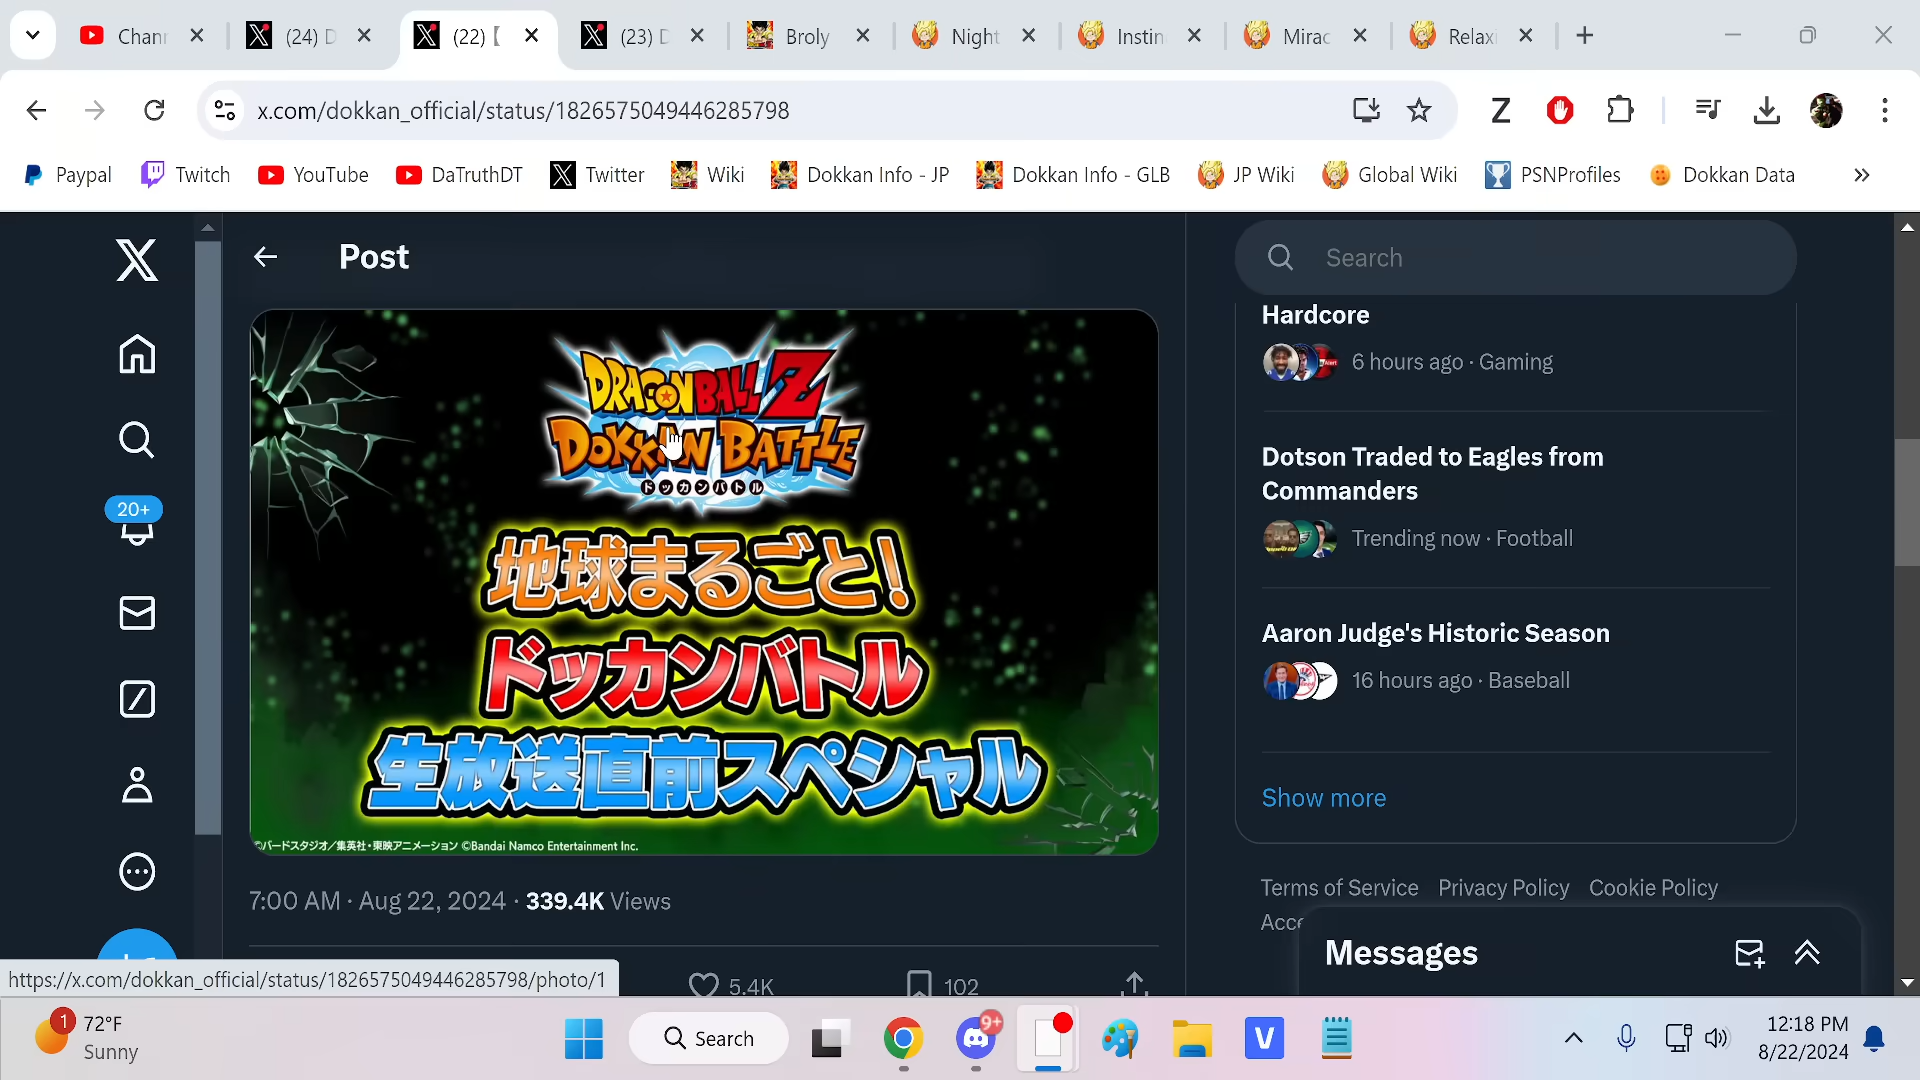 Chan
(24) D
(22) [
(23) D
Broly
Night
Instin
Mirac
Relax
x.com/dokkan_official/status/1826575049446285798
Z
Paypal
Twitch
YouTube
DaTruthDT
Twitter
Wiki
Dokkan Info - JP
Dokkan Info - GLB
JP Wiki
Global Wiki
PSNProfiles
Dokkan Data
»
Post
Search
DRAGONBALL Z
DOKKAN BATTLE
ドッカンバトル
地球まるごと!
ドッカンバトル
生放送直前スペシャル
©バードスタジオ/集英社・東映アニメーション ©Bandai Namco Entertainment Inc.
7:00 AM · Aug 22, 2024 · 339.4K Views
5.4K
102
20+
Hardcore
6 hours ago · Gaming
Dotson Traded to Eagles from
Commanders
Trending now · Football
Aaron Judge's Historic Season
16 hours ago · Baseball
Show more
Terms of Service Privacy Policy Cookie Policy
Acce
Messages
https://x.com/dokkan_official/status/1826575049446285798/photo/1
1
72°F
Sunny
Search
9+
V
12:18 PM
8/22/2024